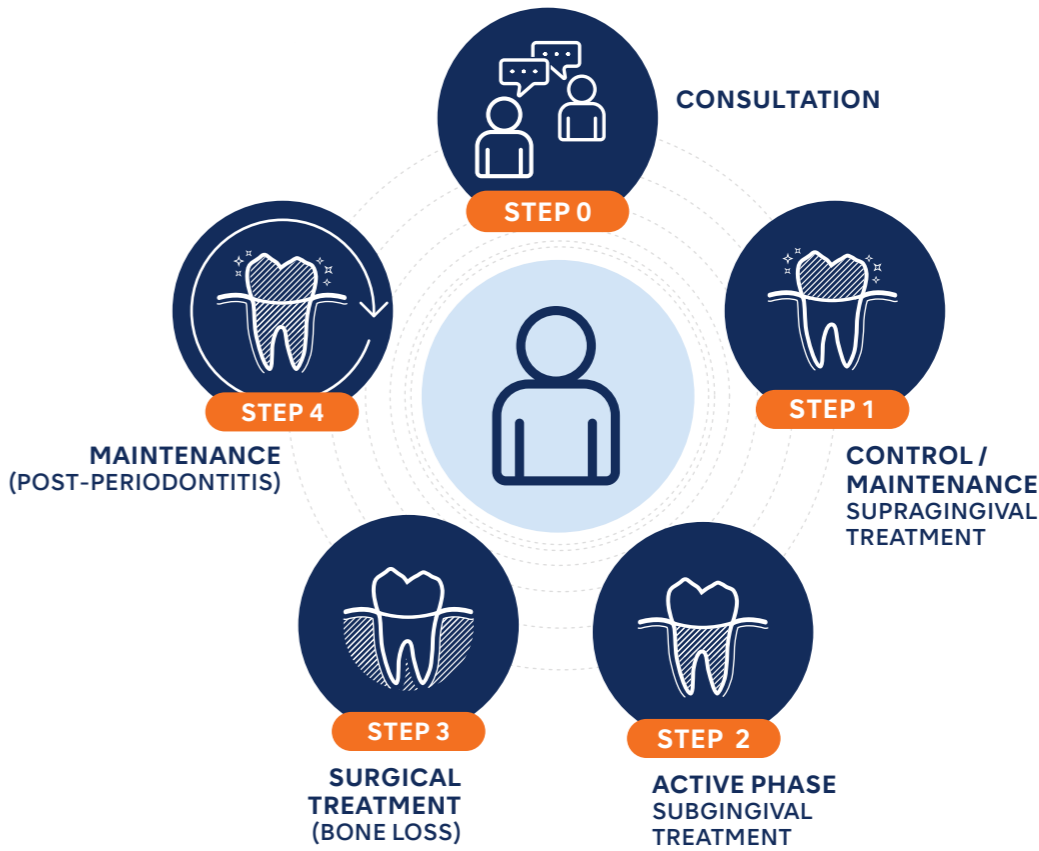 CONSULTATION
STEP 0
STEP 1
CONTROL /
MAINTENANCE
SUPRAGINGIVAL
TREATMENT
STEP 2
ACTIVE PHASE
SUBGINGIVAL
TREATMENT
STEP 3
SURGICAL
TREATMENT
(BONE LOSS)
STEP 4
MAINTENANCE
(POST-PERIODONTITIS)